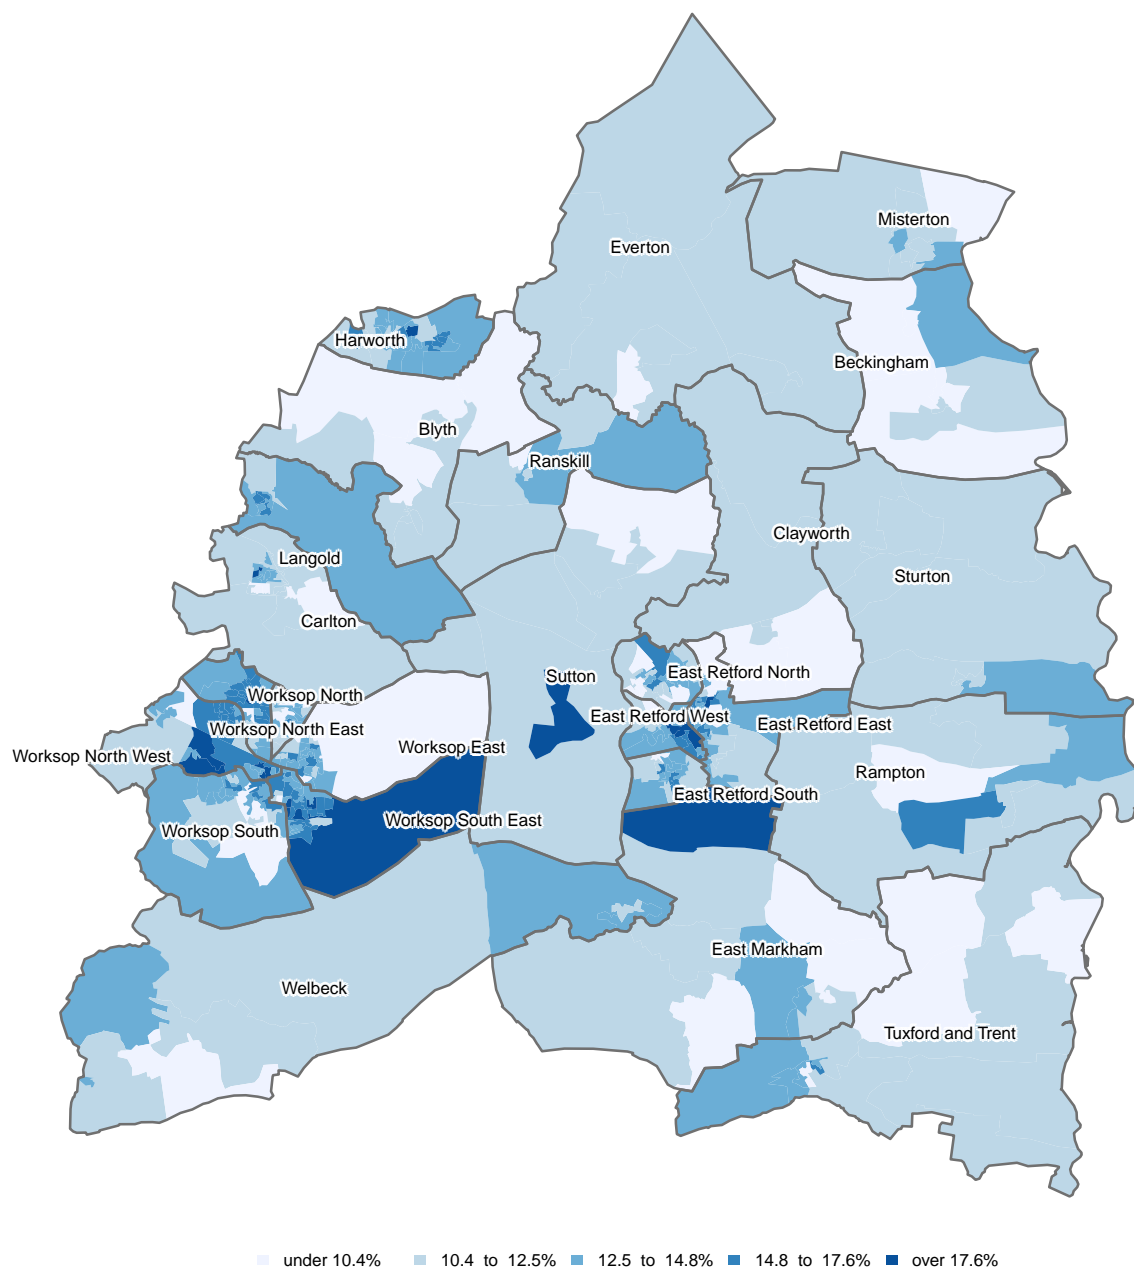 Misterton
Everton
Harworth
Beckingham
Blyth
Ranskill
Clayworth
Langold
Sturton
Carlton
East Retford North
Sutton
Worksop North
East Retford West
East Retford East
Worksop North East
Worksop East
Worksop North West
Rampton
East Retford South
Worksop South East
Worksop South
East Markham
Welbeck
Tuxford and Trent
under 10.4% 10.4 to 12.5% 12.5 to 14.8% 14.8 to 17.6% over 17.6%